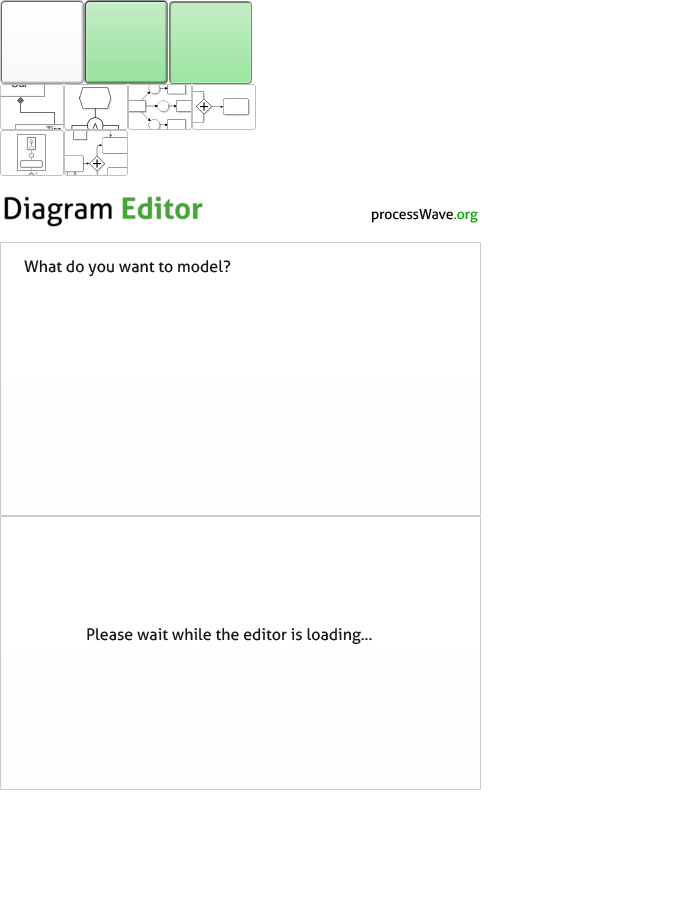 Diagram Editor
processWave.org
What do you want to model?
Please wait while the editor is loading...